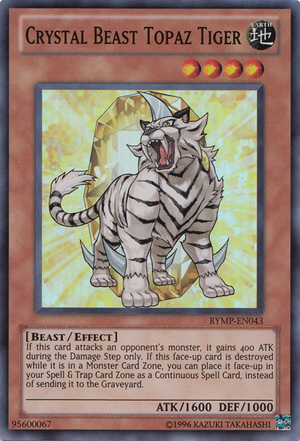 CRYSTAL BEAST TOPAZ TIGER
EARTH
地
RYMP-EN043
[BEAST / EFFECT]
If this card attacks an opponent's monster, it gains 400 ATK
during the Damage Step only. If this face-up card is destroyed
while it is in a Monster Card Zone, you can place it face-up in
your Spell & Trap Card Zone as a Continuous Spell Card, instead
of sending it to the Graveyard.
ATK/1600 DEF/1000
95600067
©1996 KAZUKI TAKAHASHI